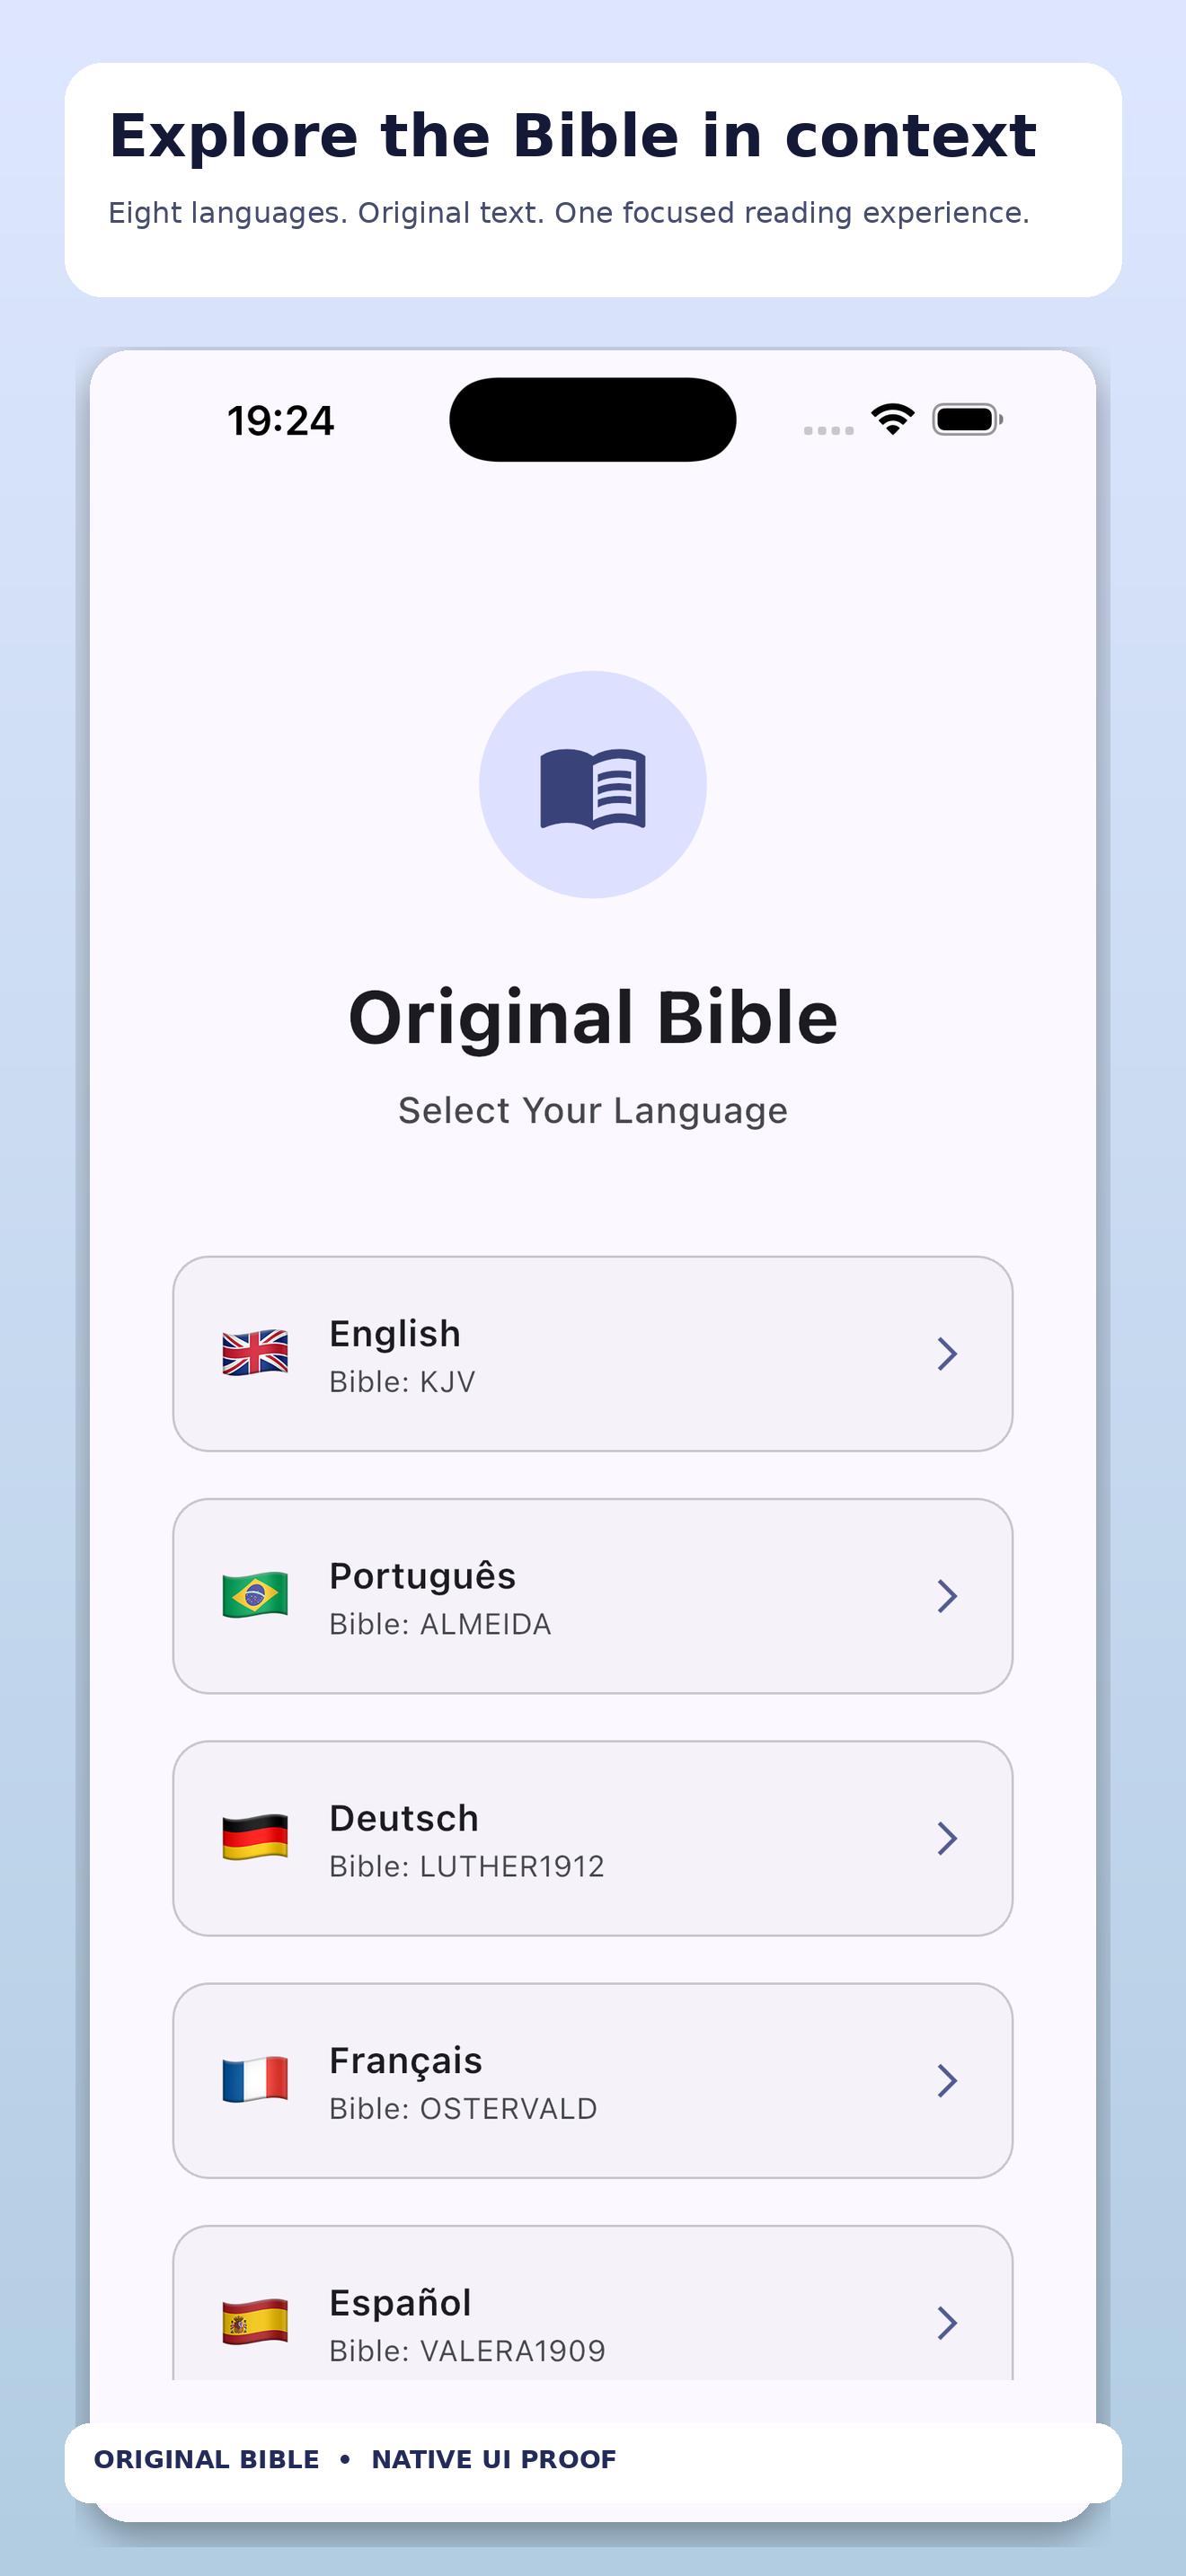 Explore the Bible in context
Eight languages. Original text. One focused reading experience.
19:24
Original Bible
Select Your Language
English
Bible: KJV
Português
Bible: ALMEIDA
Deutsch
Bible: LUTHER1912
Français
Bible: OSTERVALD
Español
Bible: VALERA1909
ORIGINAL BIBLE • NATIVE UI PROOF